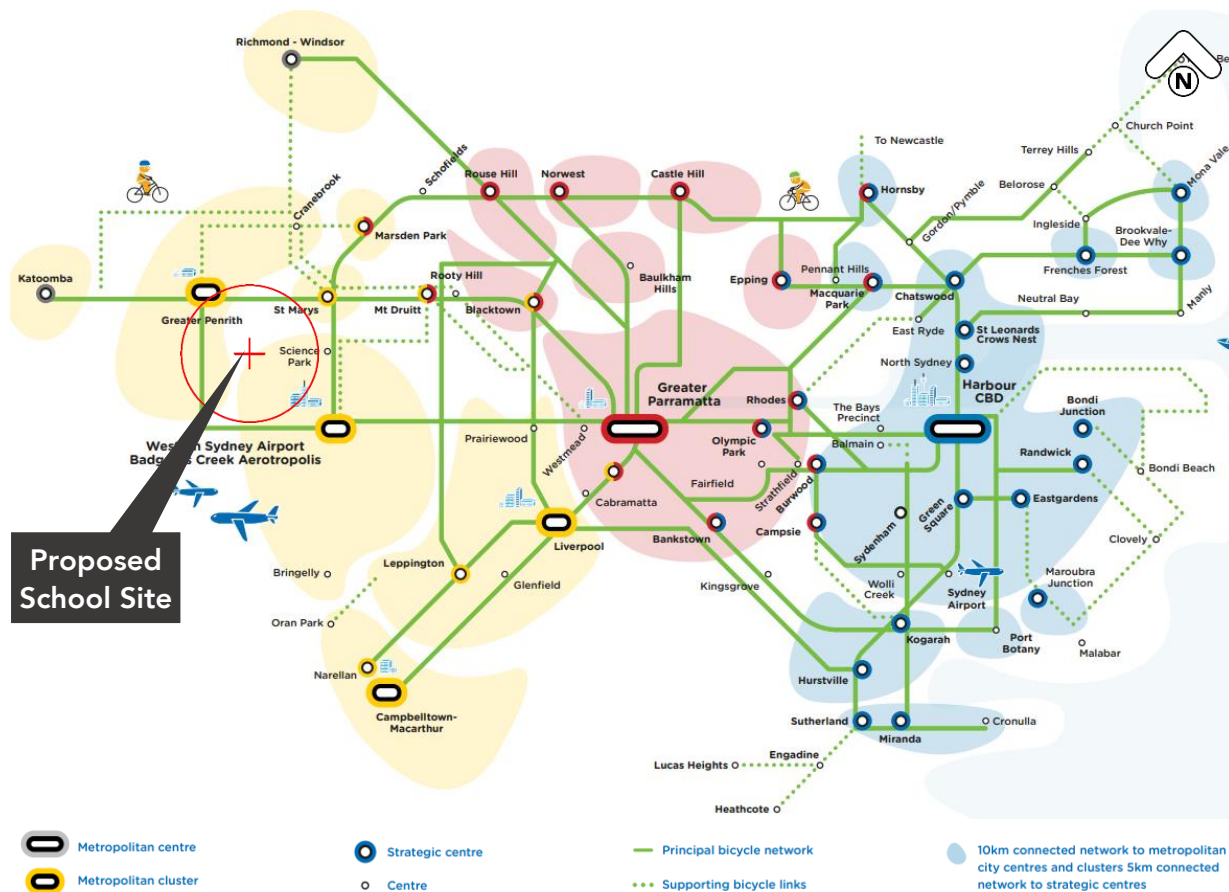 Richmond - Windsor
N
Be
To Newcastle
Church Point
Terrey Hills
Mona Vale
Schofields
Rouse Hill
Norwest
Castle Hill
Hornsby
Belorose
Cranebrook
Gordon/Pymble
Ingleside
Marsden Park
Brookvale-
Dee Why
Katoomba
Rooty Hill
Baulkham
Hills
Epping
Pennant Hills
Macquarie
Park
Chatswood
Frenches Forest
Greater Penrith
St Marys
Mt Druitt
Blacktown
Neutral Bay
Manly
East Ryde
St Leonards
Crows Nest
Science
Park
North Sydney
Greater
Parramatta
Rhodes
Harbour
CBD
The Bays
Precinct
Bondi
Junction
Western Sydney Airport
Badgerys Creek Aerotropolis
Prairiewood
Westmead
Olympic
Park
Balmain
Randwick
Cabramatta
Fairfield
Strathfield
Burwood
Bondi Beach
Green
Square
Eastgardens
Proposed
School Site
Liverpool
Bankstown
Campsie
Sydenham
Clovely
Bringelly
Leppington
Glenfield
Kingsgrove
Wolli
Creek
Sydney
Airport
Maroubra
Junction
Oran Park
Kogarah
Port
Botany
Malabar
Narellan
Hurstville
Campbelltown-
Macarthur
Sutherland
Miranda
Cronulla
Engadine
Lucas Heights
Heathcote
Metropolitan centre
Strategic centre
Principal bicycle network
10km connected network to metropolitan
city centres and clusters 5km connected
network to strategic centres
Metropolitan cluster
Centre
Supporting bicycle links